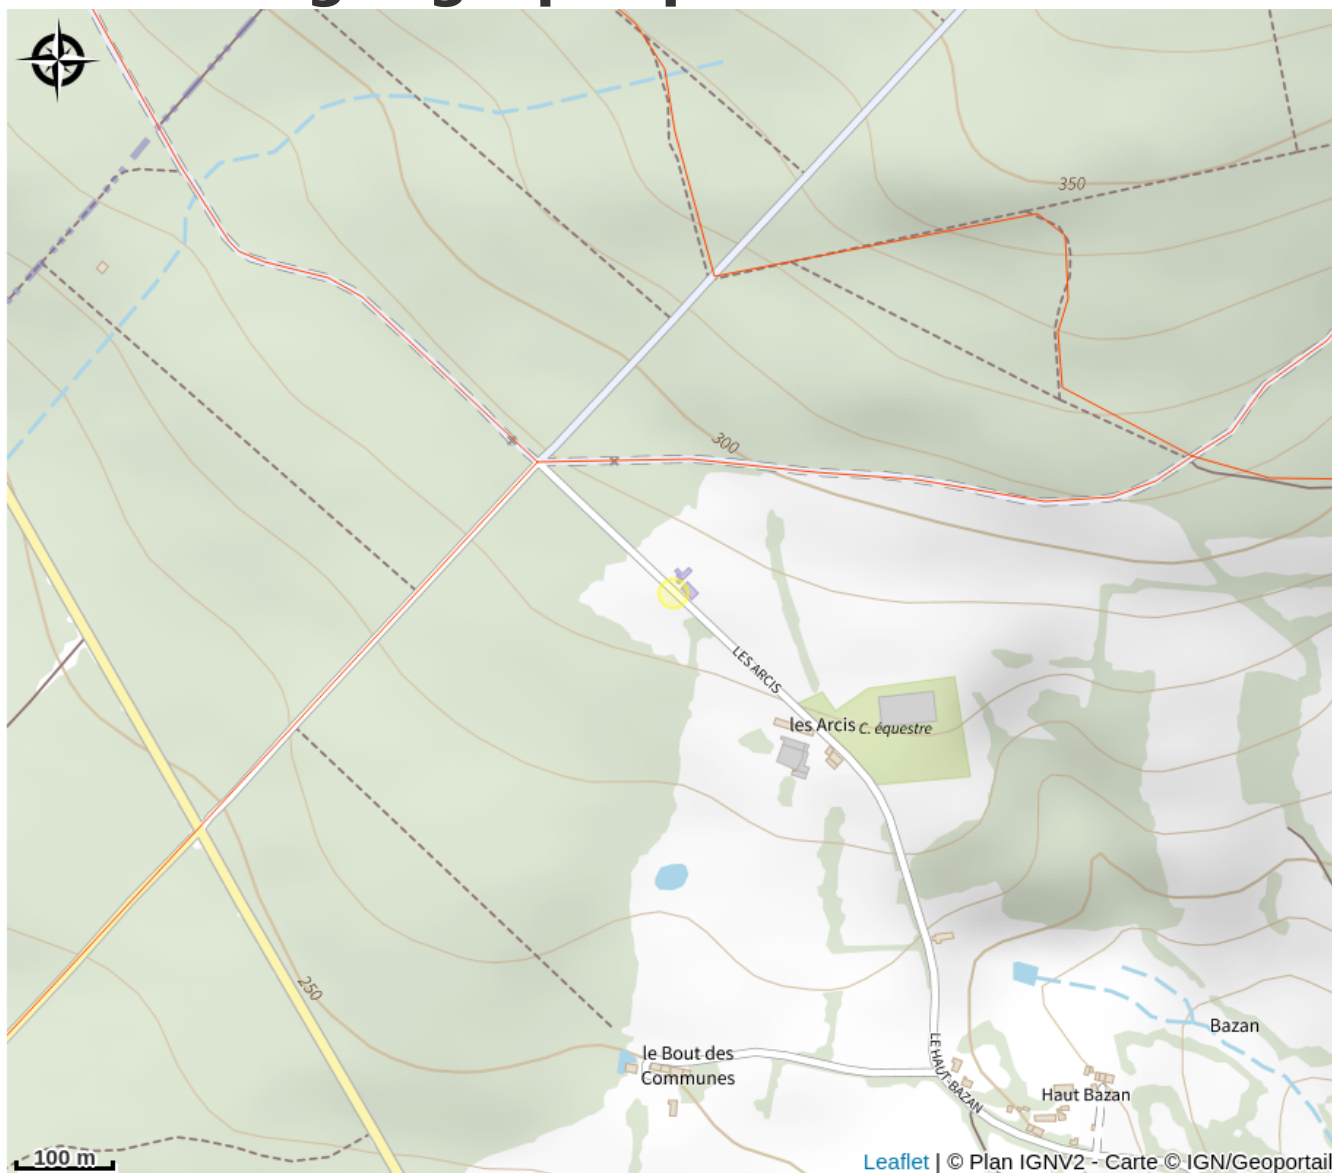 350
300
LES ARCIS
les Arcis
C. équestre
250
le Bout des
Communes
LE HAUT-BAZAN
Bazan
Haut Bazan
100 m
Leaflet | © Plan IGNV2 - Carte © IGN/Geoportail